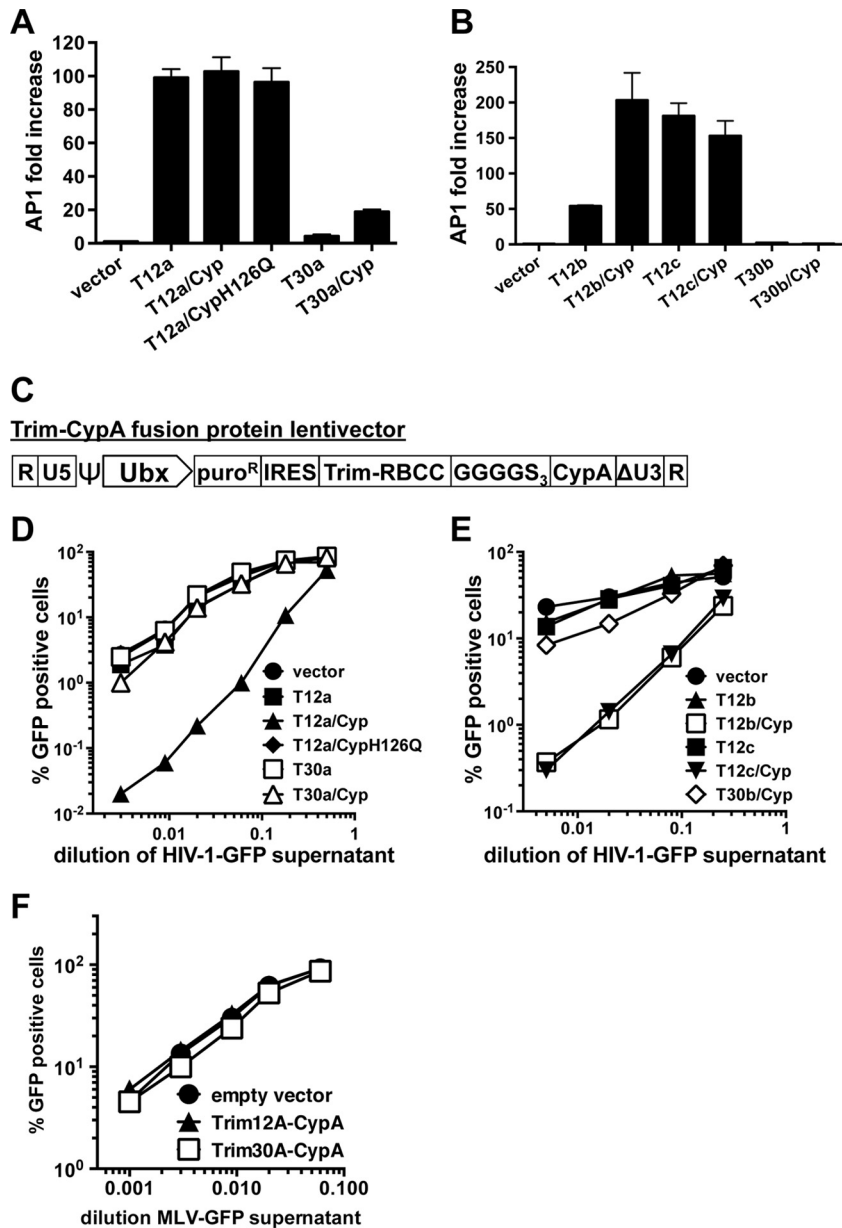 A
AP1 fold increase
120
100
80
60
40
20
0
vector
T12a
T12a/Cyp
T12a/CypH126Q
T30a
T30a/Cyp
B
AP1 fold increase
250
200
150
100
50
0
vector
T12b
T12b/Cyp
T12c
T12c/Cyp
T30b
T30b/Cyp
C
Trim-CypA fusion protein lentivector
R U5 Ψ Ubx puroᴿ IRES Trim-RBCC GGGGS₃ CypA ΔU3 R
D
% GFP positive cells
10²
10¹
10⁰
10⁻¹
10⁻²
0.01 0.1 1
dilution of HIV-1-GFP supernatant
vector
T12a
T12a/Cyp
T12a/CypH126Q
T30a
T30a/Cyp
E
% GFP positive cells
10²
10¹
10⁰
10⁻¹
0.01 0.1 1
dilution of HIV-1-GFP supernatant
vector
T12b
T12b/Cyp
T12c
T12c/Cyp
T30b/Cyp
F
% GFP positive cells
10²
10¹
10⁰
0.001 0.010 0.100
dilution MLV-GFP supernatant
empty vector
Trim12A-CypA
Trim30A-CypA